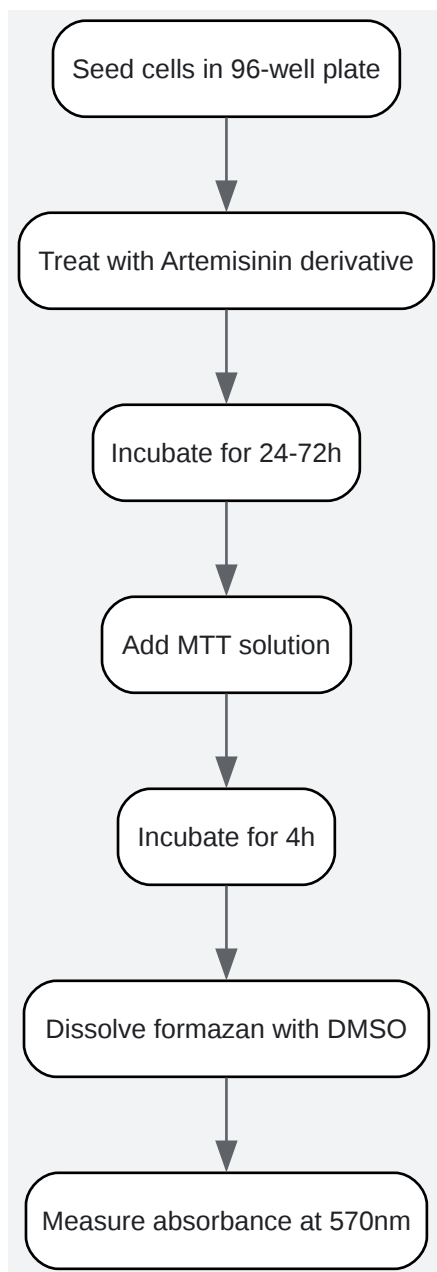 Seed cells in 96-well plate
Treat with Artemisinin derivative
Incubate for 24-72h
Add MTT solution
Incubate for 4h
Dissolve formazan with DMSO
Measure absorbance at 570nm